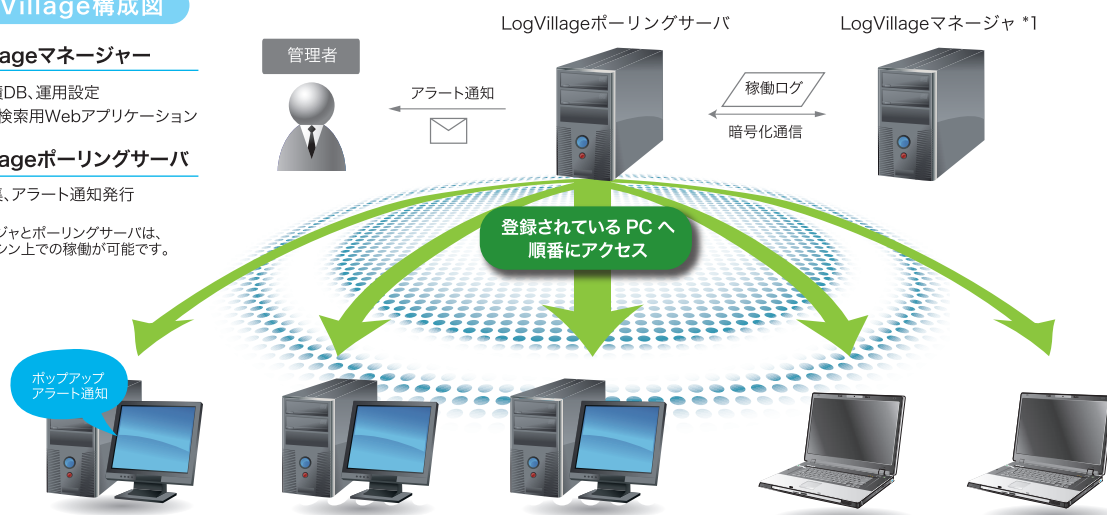 Village構成図
LogVillageポーリングサーバ
LogVillageマネージャ *1
lageマネージャー
DB、運用設定
検索用Webアプリケーション
ageポーリングサーバ
、アラート通知発行
ジャとポーリングサーバは、
シン上での稼働が可能です。
管理者
アラート通知
稼働ログ
暗号化通信
登録されている PC へ
順番にアクセス
ポップアップ
アラート通知